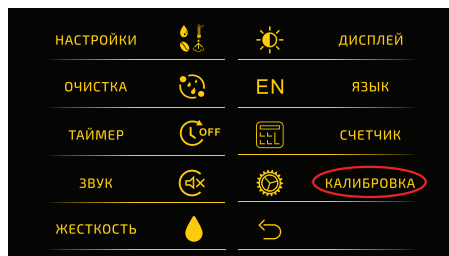 НАСТРОЙКИ ДИСПЛЕЙ
ОЧИСТКА EN ЯЗЫК
ТАЙМЕР OFF СЧЕТЧИК
ЗВУК КАЛИБРОВКА
ЖЕСТКОСТЬ